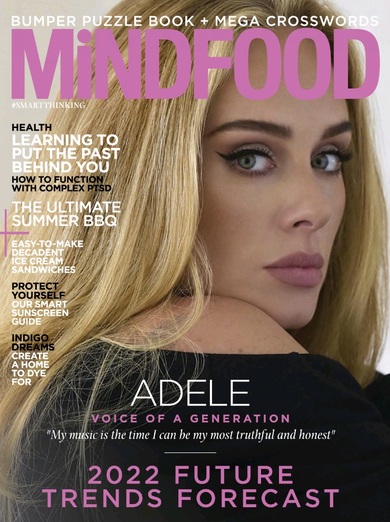 BUMPER PUZZLE BOOK + MEGA CROSSWORDS
MiNDFOOD
#SMARTTHINKING
HEALTH
LEARNING TO
PUT THE PAST
BEHIND YOU
HOW TO FUNCTION
WITH COMPLEX PTSD
THE ULTIMATE
SUMMER BBQ
+
EASY-TO-MAKE
DECADENT
ICE CREAM
SANDWICHES
PROTECT
YOURSELF
OUR SMART
SUNSCREEN
GUIDE
INDIGO
DREAMS
CREATE
A HOME
TO DYE
FOR
ADELE
VOICE OF A GENERATION
"My music is the time I can be my most truthful and honest"
2022 FUTURE
TRENDS FORECAST